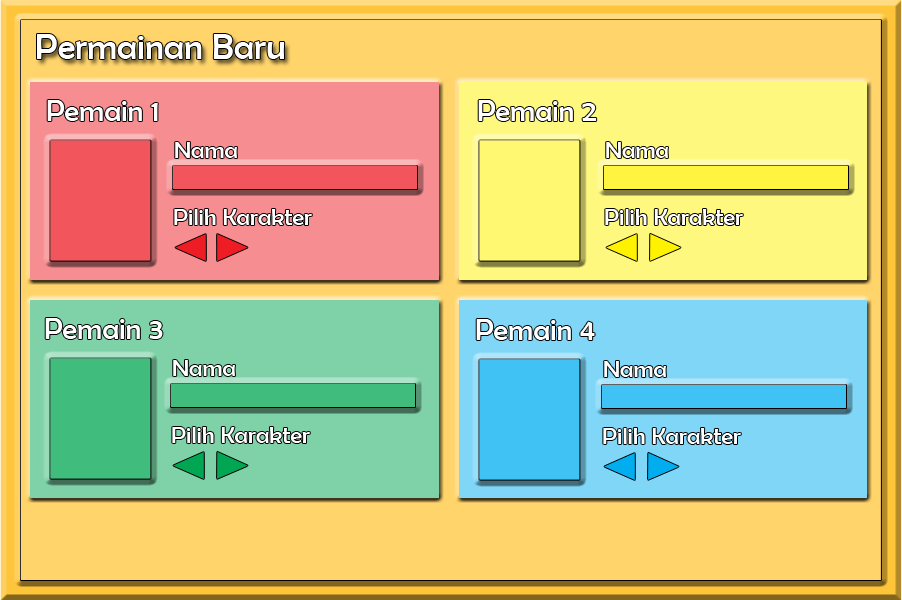 Permainan Baru
Pemain 1
Nama
Pilih Karakter
Pemain 2
Nama
Pilih Karakter
Pemain 3
Nama
Pilih Karakter
Pemain 4
Nama
Pilih Karakter